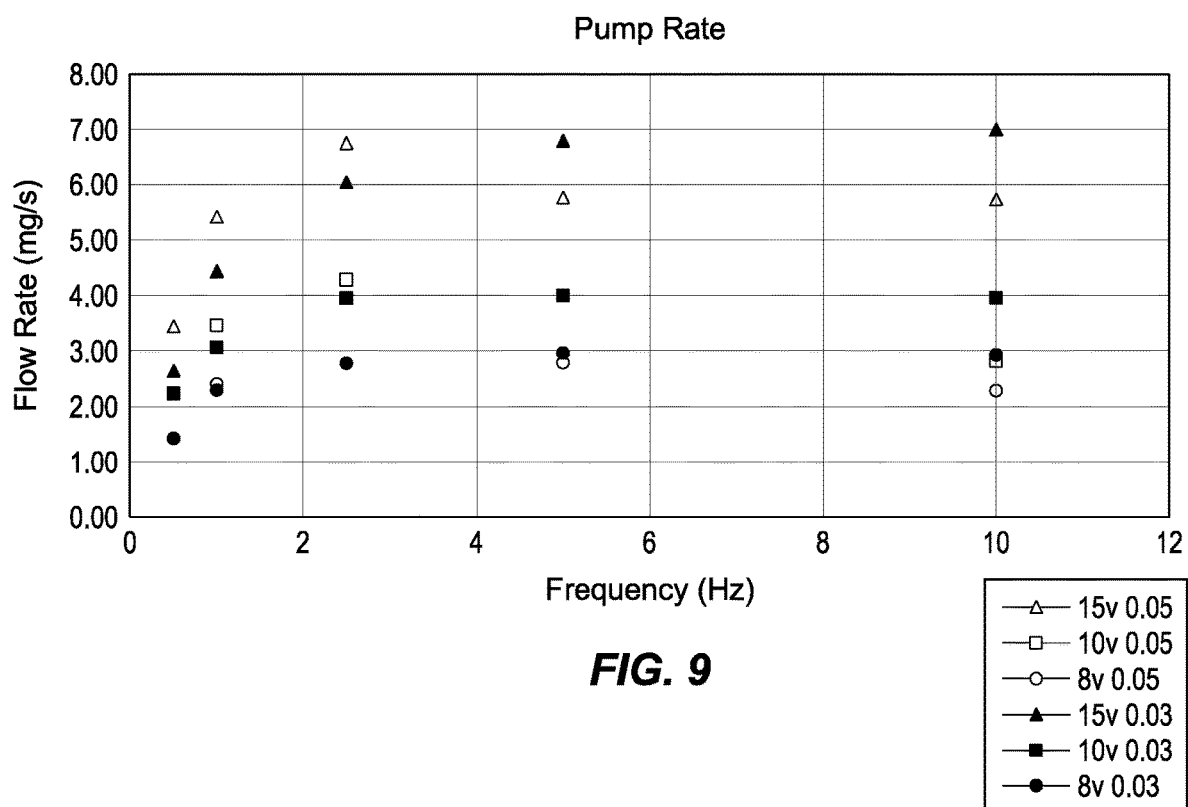 Pump Rate
8.00
7.00
6.00
5.00
4.00
3.00
2.00
1.00
0.00
Flow Rate (mg/s)
0 2 4 6 8 10 12
Frequency (Hz)
FIG. 9
15v 0.05
10v 0.05
8v 0.05
15v 0.03
10v 0.03
8v 0.03